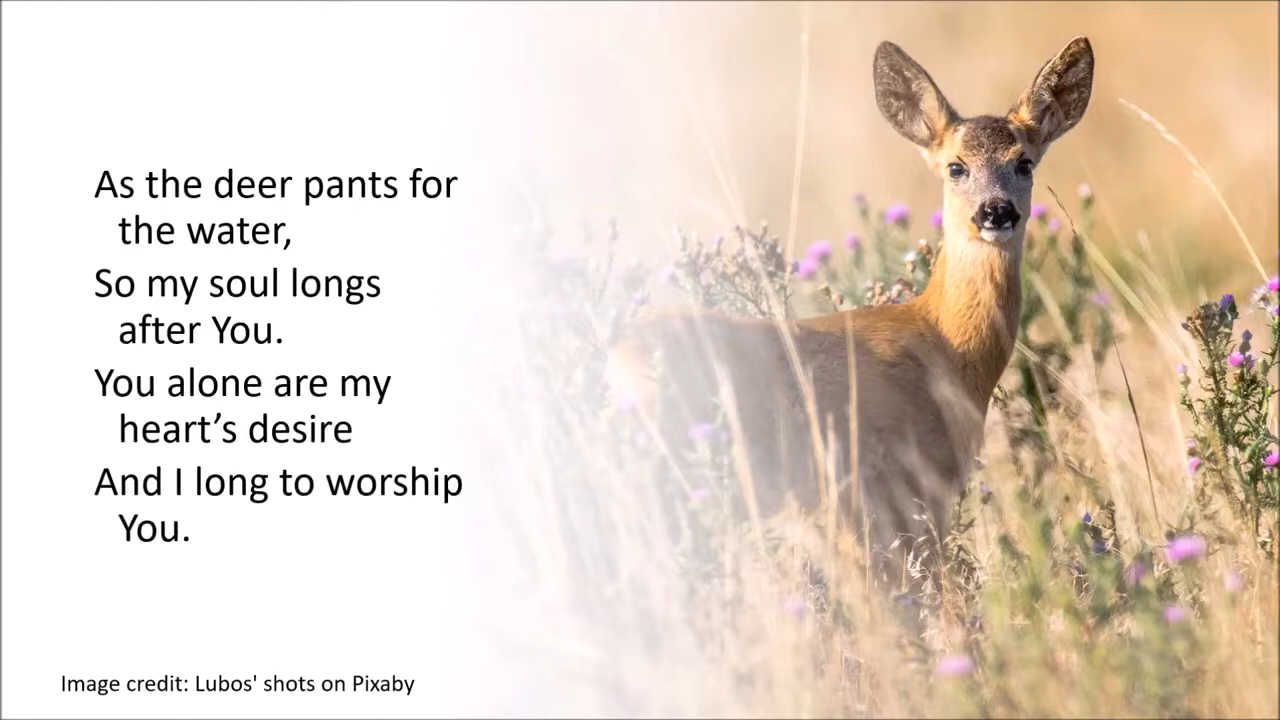 As the deer pants for
the water,
So my soul longs
after You.
You alone are my
heart’s desire
And I long to worship
You.
Image credit: Lubos' shots on Pixaby